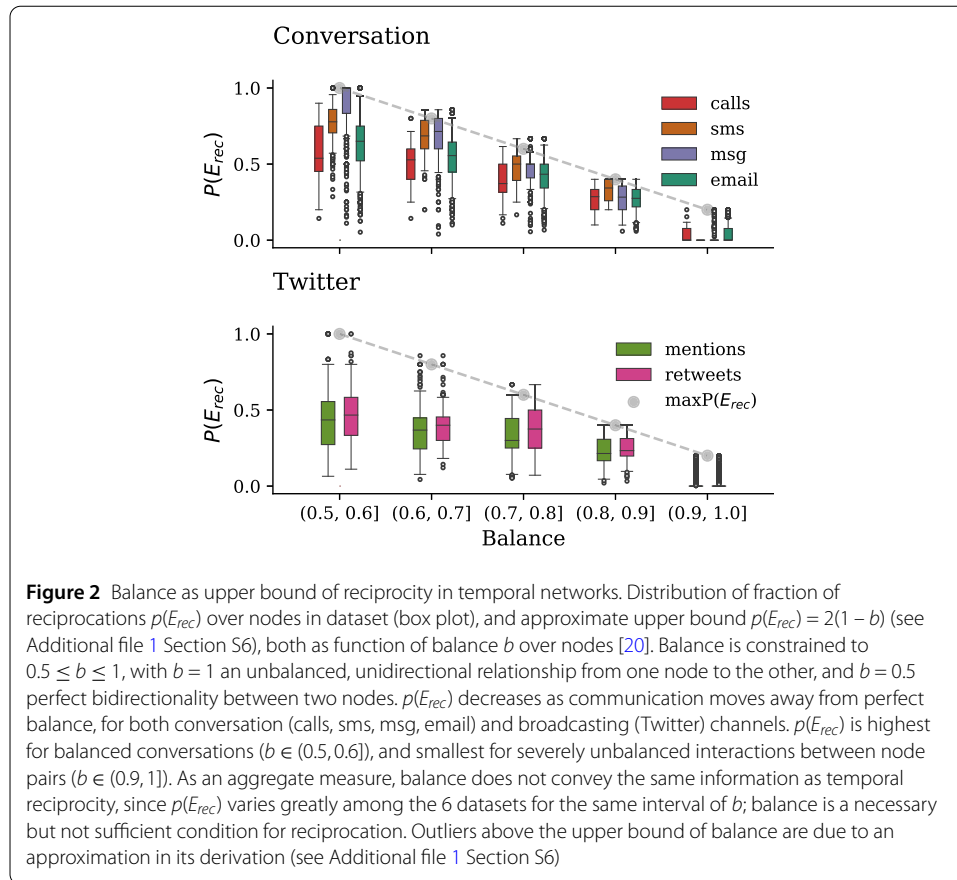 Conversation
P(E_rec)
1.0
0.5
0.0
calls
sms
msg
email
Twitter
P(E_rec)
1.0
0.5
0.0
mentions
retweets
maxP(E_rec)
(0.5, 0.6]
(0.6, 0.7]
(0.7, 0.8]
(0.8, 0.9]
(0.9, 1.0]
Balance
Figure 2 Balance as upper bound of reciprocity in temporal networks. Distribution of fraction of
reciprocations p(E_rec) over nodes in dataset (box plot), and approximate upper bound p(E_rec) = 2(1 – b) (see
Additional file 1 Section S6), both as function of balance b over nodes [20]. Balance is constrained to
0.5 ≤ b ≤ 1, with b = 1 an unbalanced, unidirectional relationship from one node to the other, and b = 0.5
perfect bidirectionality between two nodes. p(E_rec) decreases as communication moves away from perfect
balance, for both conversation (calls, sms, msg, email) and broadcasting (Twitter) channels. p(E_rec) is highest
for balanced conversations (b ∈ (0.5, 0.6]), and smallest for severely unbalanced interactions between node
pairs (b ∈ (0.9, 1]). As an aggregate measure, balance does not convey the same information as temporal
reciprocity, since p(E_rec) varies greatly among the 6 datasets for the same interval of b; balance is a necessary
but not sufficient condition for reciprocation. Outliers above the upper bound of balance are due to an
approximation in its derivation (see Additional file 1 Section S6)